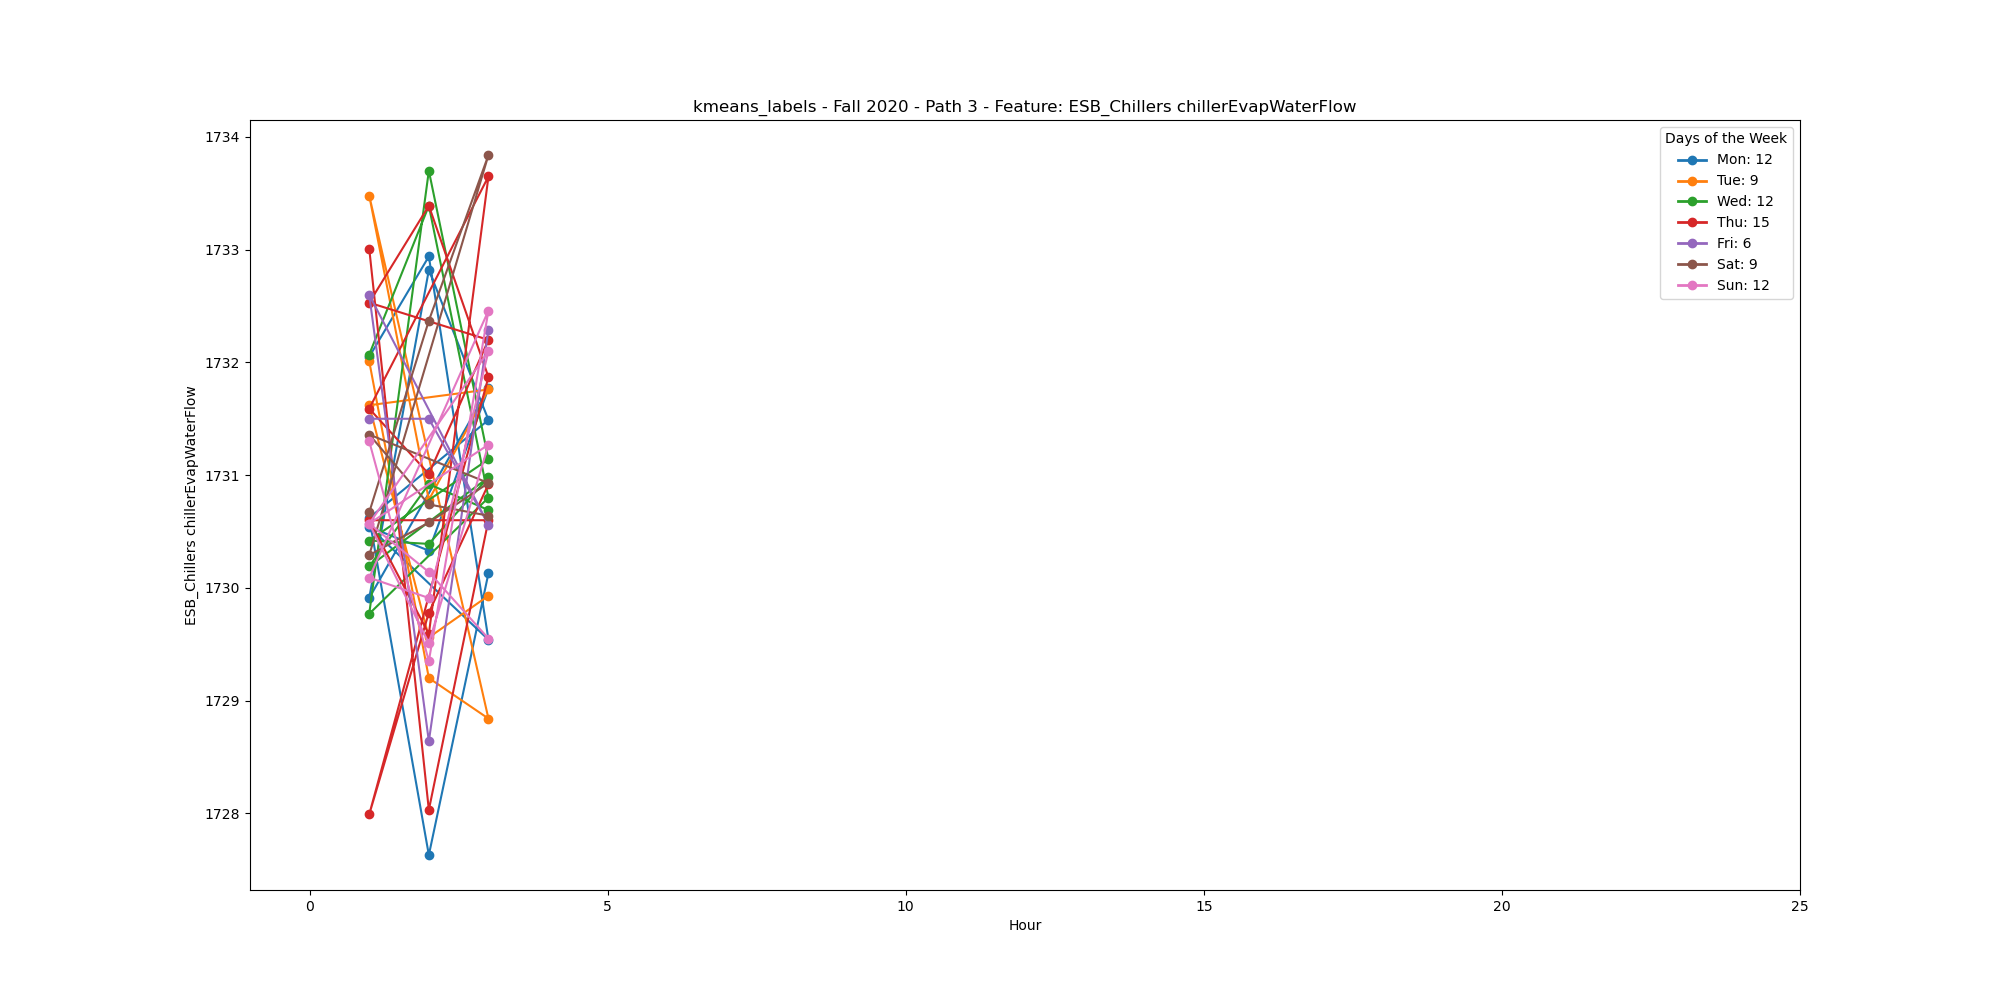 kmeans_labels - Fall 2020 - Path 3 - Feature: ESB_Chillers chillerEvapWaterFlow
Days of the Week
Mon: 12
Tue: 9
Wed: 12
Thu: 15
Fri: 6
Sat: 9
Sun: 12
ESB_Chillers chillerEvapWaterFlow
1734
1733
1732
1731
1730
1729
1728
0 5 10 15 20 25
Hour